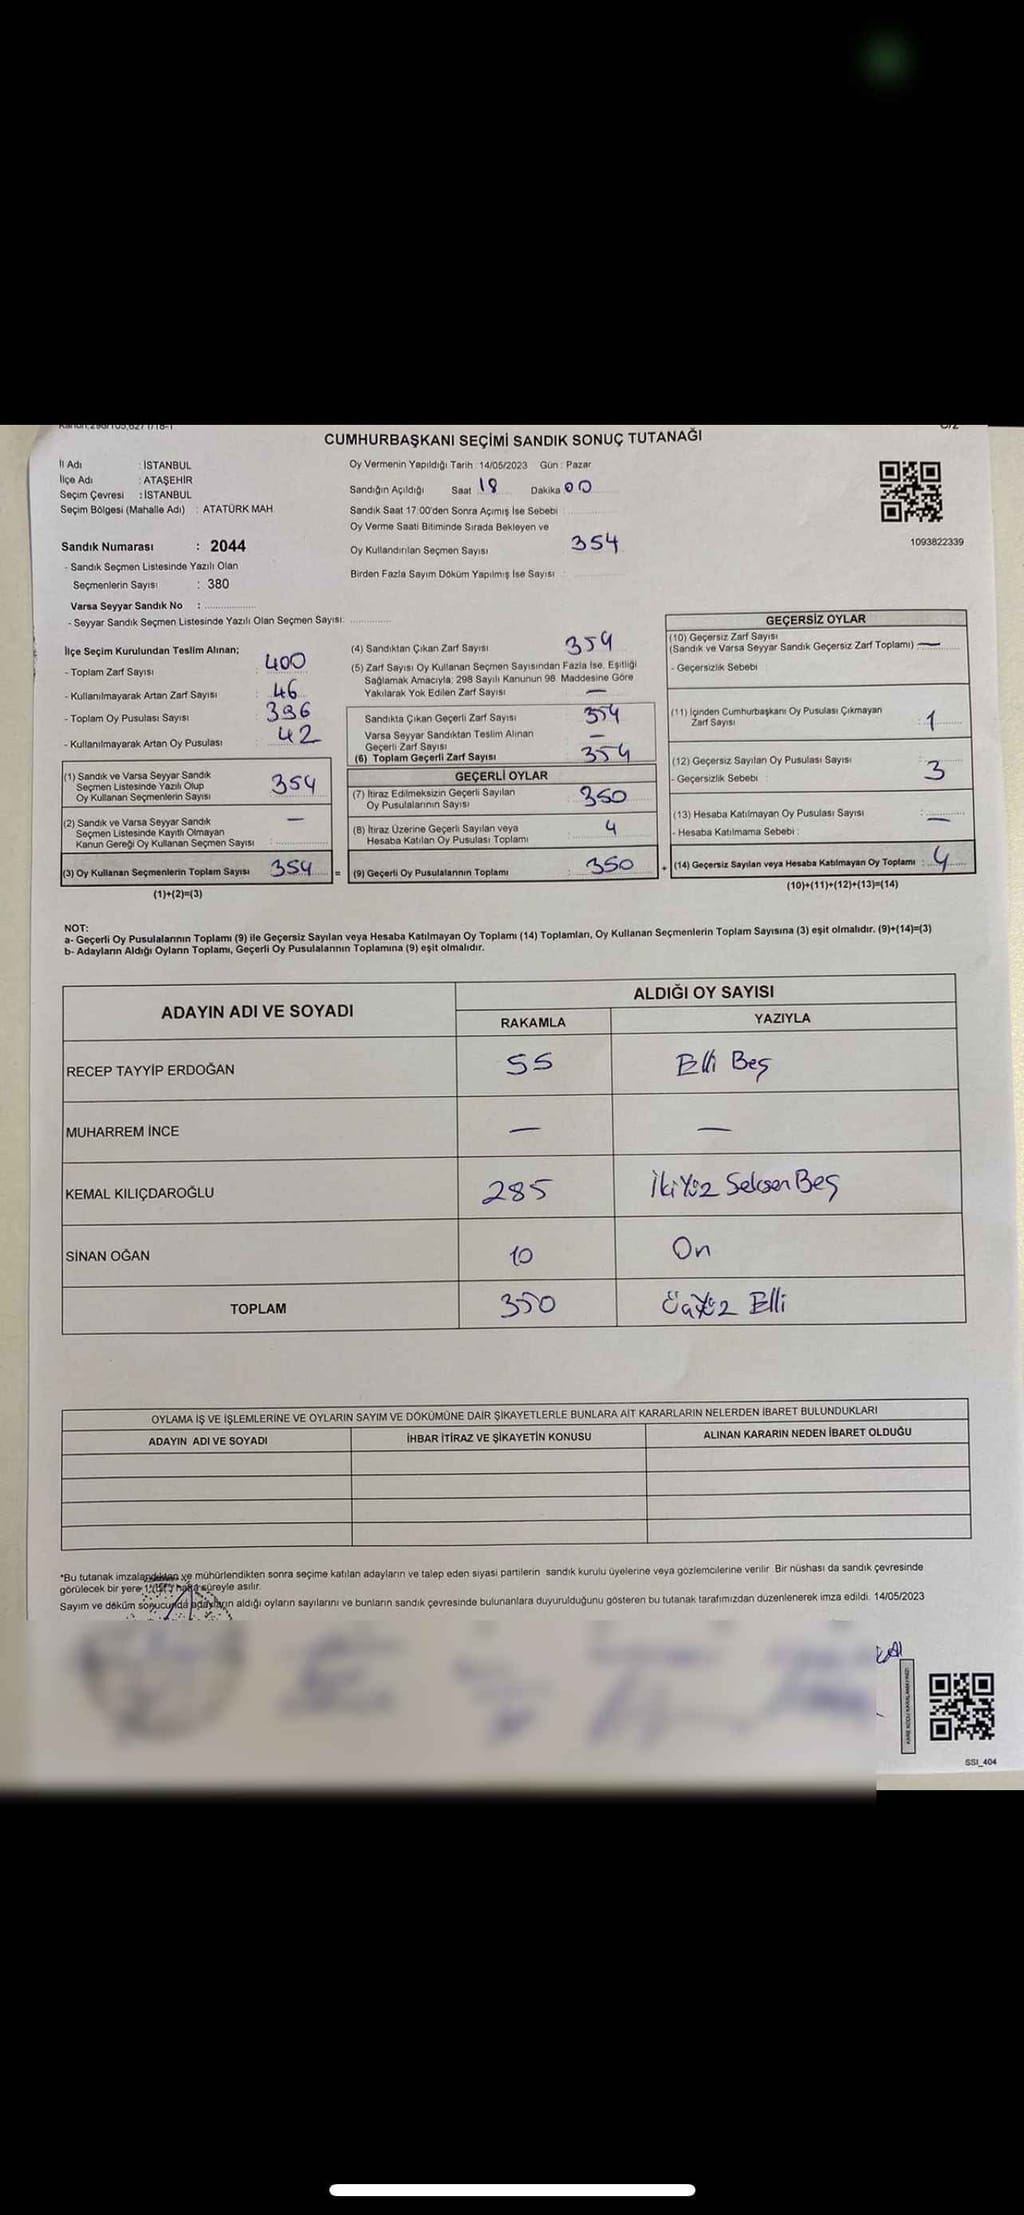 Kanun:298/105,6271/18-1
CUMHURBAŞKANI SEÇİMİ SANDIK SONUÇ TUTANAĞI
İl Adı : İSTANBUL
İlçe Adı : ATAŞEHİR
Seçim Çevresi : İSTANBUL
Seçim Bölgesi (Mahalle Adı) : ATATÜRK MAH.
Oy Vermenin Yapıldığı Tarih : 14/05/2023 Gün : Pazar
Sandığın Açıldığı Saat 18 Dakika 00
Sandık Saat 17:00'den Sonra Açımış İse Sebebi :
Oy Verme Saati Bitiminde Sırada Bekleyen ve
Oy Kullandırılan Seçmen Sayısı 354
Birden Fazla Sayım Döküm Yapılmış İse Sayısı :
1093822339
Sandık Numarası : 2044
- Sandık Seçmen Listesinde Yazılı Olan
Seçmenlerin Sayısı : 380
Varsa Seyyar Sandık No :
- Seyyar Sandık Seçmen Listesinde Yazılı Olan Seçmen Sayısı:
İlçe Seçim Kurulundan Teslim Alınan;
- Toplam Zarf Sayısı : 400
- Kullanılmayarak Artan Zarf Sayısı : 46
- Toplam Oy Pusulası Sayısı : 396
- Kullanılmayarak Artan Oy Pusulası : 42
(1) Sandık ve Varsa Seyyar Sandık
Seçmen Listesinde Yazılı Olup
Oy Kullanan Seçmenlerin Sayısı 354
(2) Sandık ve Varsa Seyyar Sandık
Seçmen Listesinde Kayıtlı Olmayan
Kanun Gereği Oy Kullanan Seçmen Sayısı : —
(3) Oy Kullanan Seçmenlerin Toplam Sayısı 354 =
(1)+(2)=(3)
(4) Sandıktan Çıkan Zarf Sayısı 354
(5) Zarf Sayısı Oy Kullanan Seçmen Sayısından Fazla İse, Eşitliği
Sağlamak Amacıyla; 298 Sayılı Kanunun 98. Maddesine Göre
Yakılarak Yok Edilen Zarf Sayısı —
Sandıkta Çıkan Geçerli Zarf Sayısı 354
Varsa Seyyar Sandıktan Teslim Alınan
Geçerli Zarf Sayısı —
(6) Toplam Geçerli Zarf Sayısı 354
GEÇERLİ OYLAR
(7) İtiraz Edilmeksizin Geçerli Sayılan
Oy Pusulalarının Sayısı 350
(8) İtiraz Üzerine Geçerli Sayılan veya
Hesaba Katılan Oy Pusulası Toplamı : 4
(9) Geçerli Oy Pusulalarının Toplamı : 350 +
GEÇERSİZ OYLAR
(10) Geçersiz Zarf Sayısı
(Sandık ve Varsa Seyyar Sandık Geçersiz Zarf Toplamı) —
- Geçersizlik Sebebi
(11) İçinden Cumhurbaşkanı Oy Pusulası Çıkmayan
Zarf Sayısı : 1
(12) Geçersiz Sayılan Oy Pusulası Sayısı 3
- Geçersizlik Sebebi :
(13) Hesaba Katılmayan Oy Pusulası Sayısı : —
- Hesaba Katılmama Sebebi :
(14) Geçersiz Sayılan veya Hesaba Katılmayan Oy Toplamı : 4
(10)+(11)+(12)+(13)=(14)
NOT:
a- Geçerli Oy Pusulalarının Toplamı (9) ile Geçersiz Sayılan veya Hesaba Katılmayan Oy Toplamı (14) Toplamları, Oy Kullanan Seçmenlerin Toplam Sayısına (3) eşit olmalıdır. (9)+(14)=(3)
b- Adayların Aldığı Oyların Toplamı, Geçerli Oy Pusulalarının Toplamına (9) eşit olmalıdır.
ADAYIN ADI VE SOYADI ALDIĞI OY SAYISI
RAKAMLA YAZIYLA
RECEP TAYYİP ERDOĞAN 55 Elli Beş
MUHARREM İNCE — —
KEMAL KILIÇDAROĞLU 285 İkiYüz Seksen Beş
SİNAN OĞAN 10 On
TOPLAM 350 ÜçYüz Elli
OYLAMA İŞ VE İŞLEMLERİNE VE OYLARIN SAYIM VE DÖKÜMÜNE DAİR ŞİKAYETLERLE BUNLARA AİT KARARLARIN NELERDEN İBARET BULUNDUKLARI
ADAYIN ADI VE SOYADI İHBAR İTİRAZ VE ŞİKAYETİN KONUSU ALINAN KARARIN NEDEN İBARET OLDUĞU
*Bu tutanak imzalandıktan ve mühürlendikten sonra seçime katılan adayların ve talep eden siyasi partilerin sandık kurulu üyelerine veya gözlemcilerine verilir. Bir nüshası da sandık çevresinde
görülecek bir yere hafta süreyle asılır.
Sayım ve döküm sonucunda adayların aldığı oyların sayılarını ve bunların sandık çevresinde bulunanlara duyurulduğunu gösteren bu tutanak tarafımızdan düzenlenerek imza edildi. 14/05/2023
KARE KODU KARALAMAYINIZ!
SSI_404